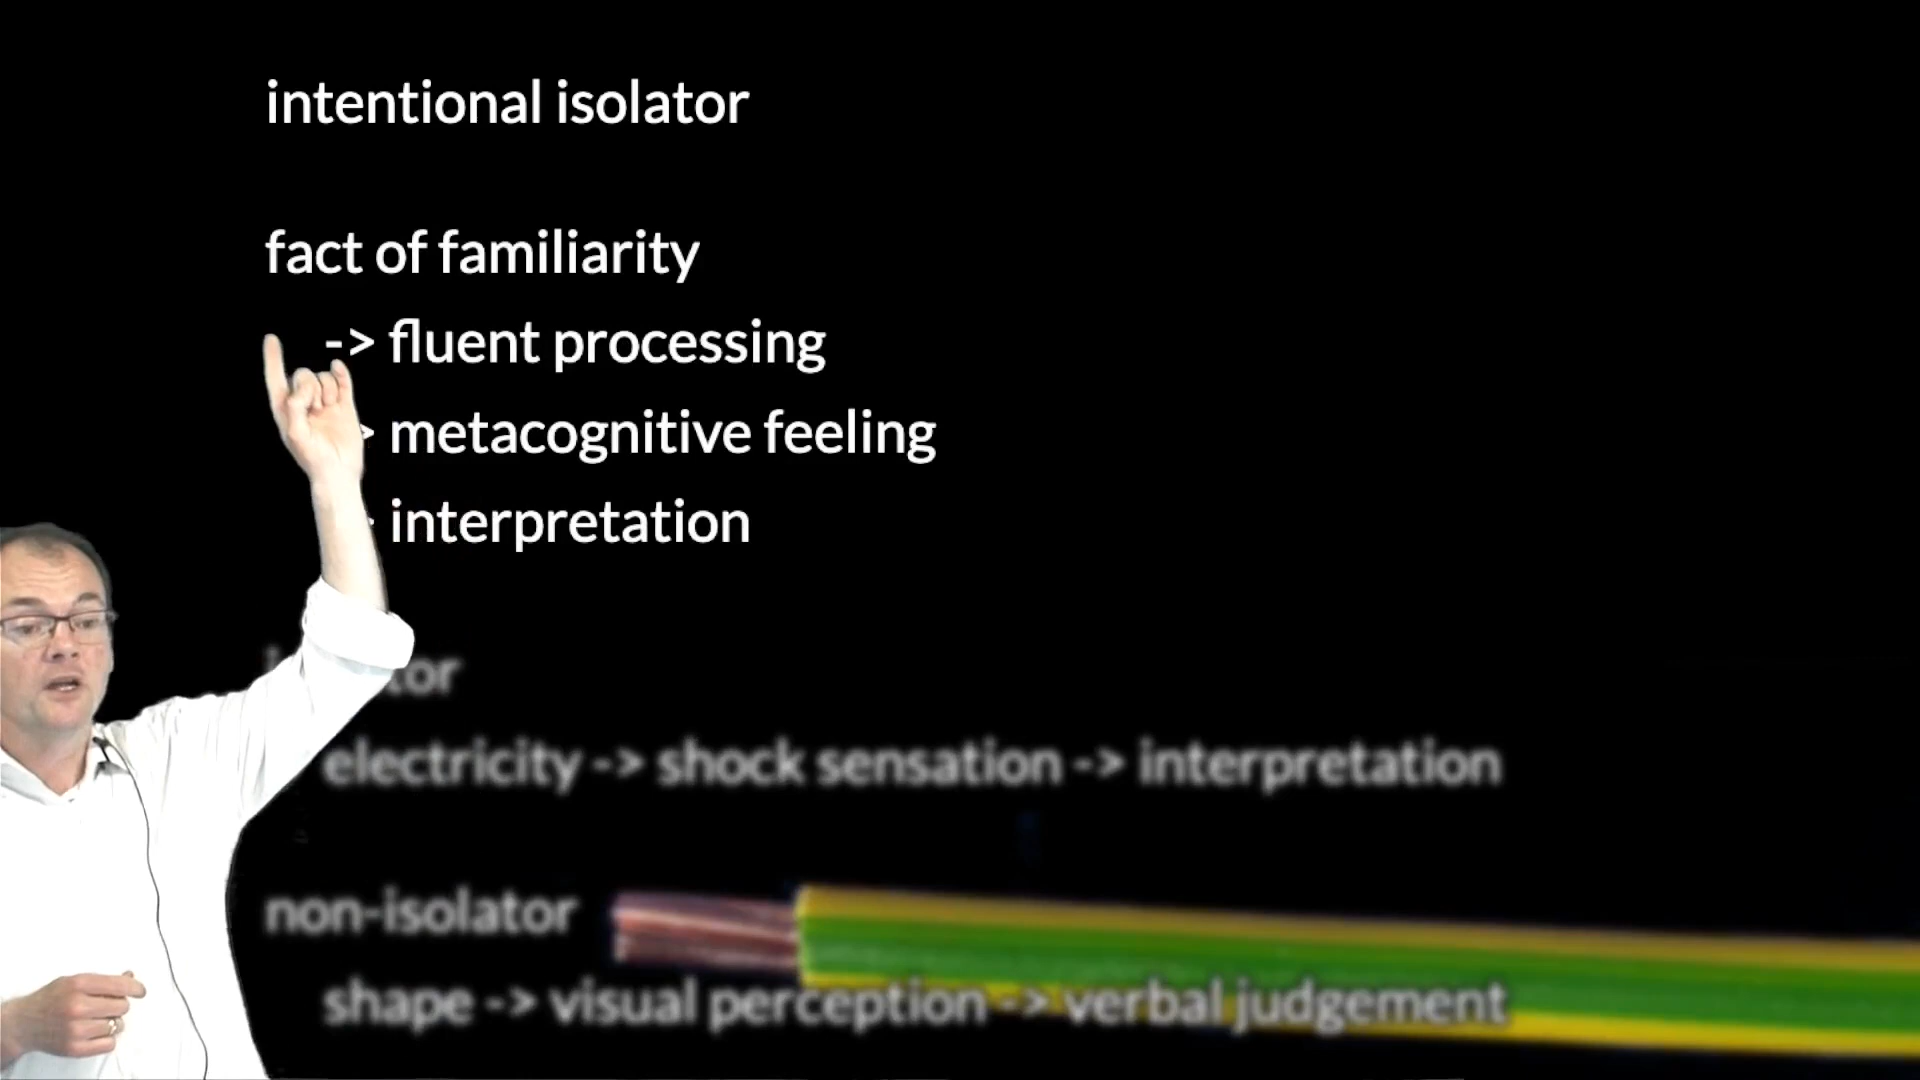 intentional isolator
fact of familiarity
-> fluent processing
> metacognitive feeling
interpretation
electricity -> shock sensation -> interpretation
non-isolator
shape -> visual perception -> verbal judgement